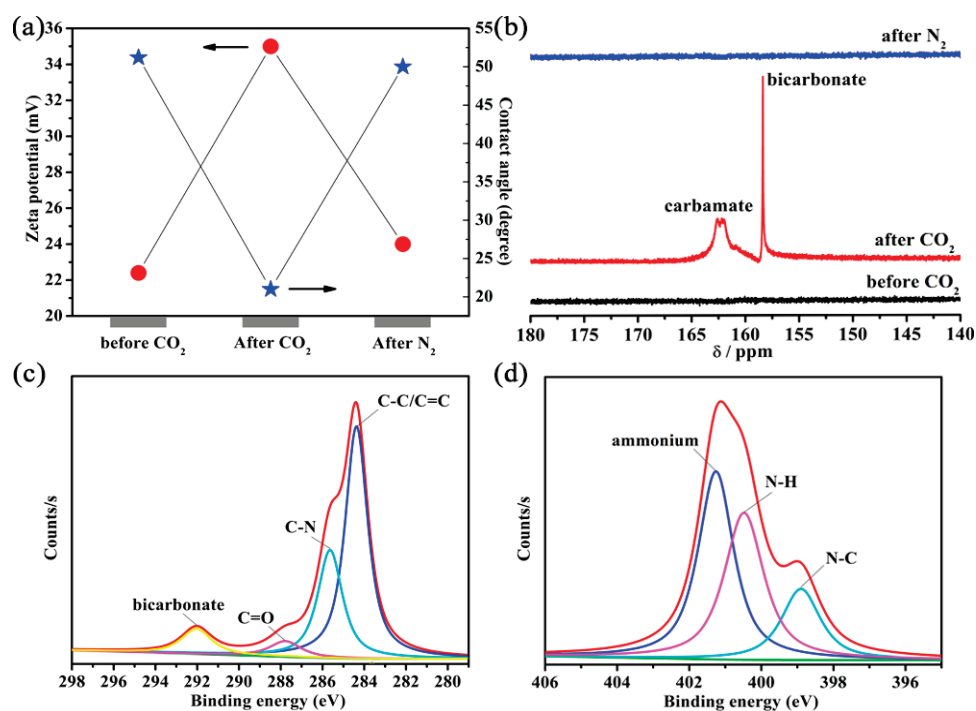 (a)
36
34
32
30
28
26
24
22
20
Zeta potential (mV)
55
50
45
40
35
30
25
20
Contact angle (degree)
before CO₂
After CO₂
After N₂
(b)
after N₂
bicarbonate
carbamate
after CO₂
before CO₂
180 175 170 165 160 155 150 145 140
δ / ppm
(c)
C-C/C=C
C-N
bicarbonate
C=O
Counts/s
298 296 294 292 290 288 286 284 282 280
Binding energy (eV)
(d)
ammonium
N-H
N-C
Counts/s
406 404 402 400 398 396
Binding energy (eV)